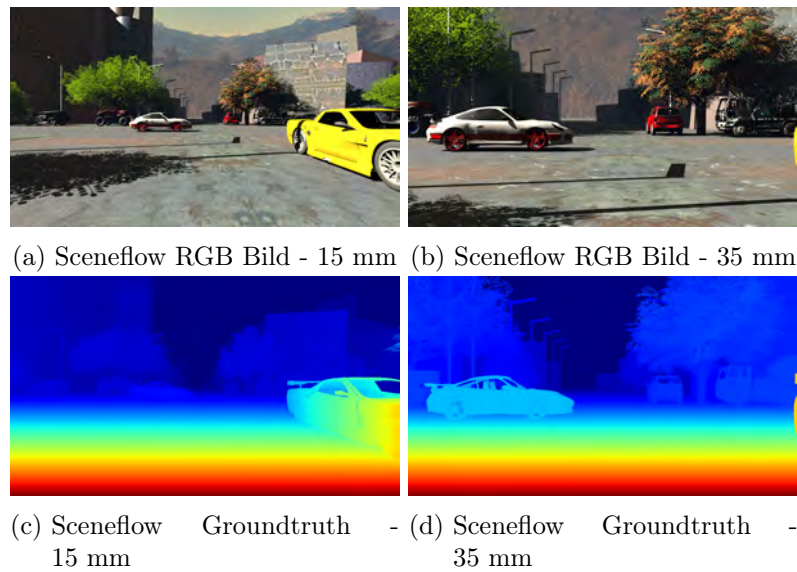 (a) Sceneflow RGB Bild - 15 mm
(b) Sceneflow RGB Bild - 35 mm
(c) Sceneflow Groundtruth -
15 mm
(d) Sceneflow Groundtruth -
35 mm